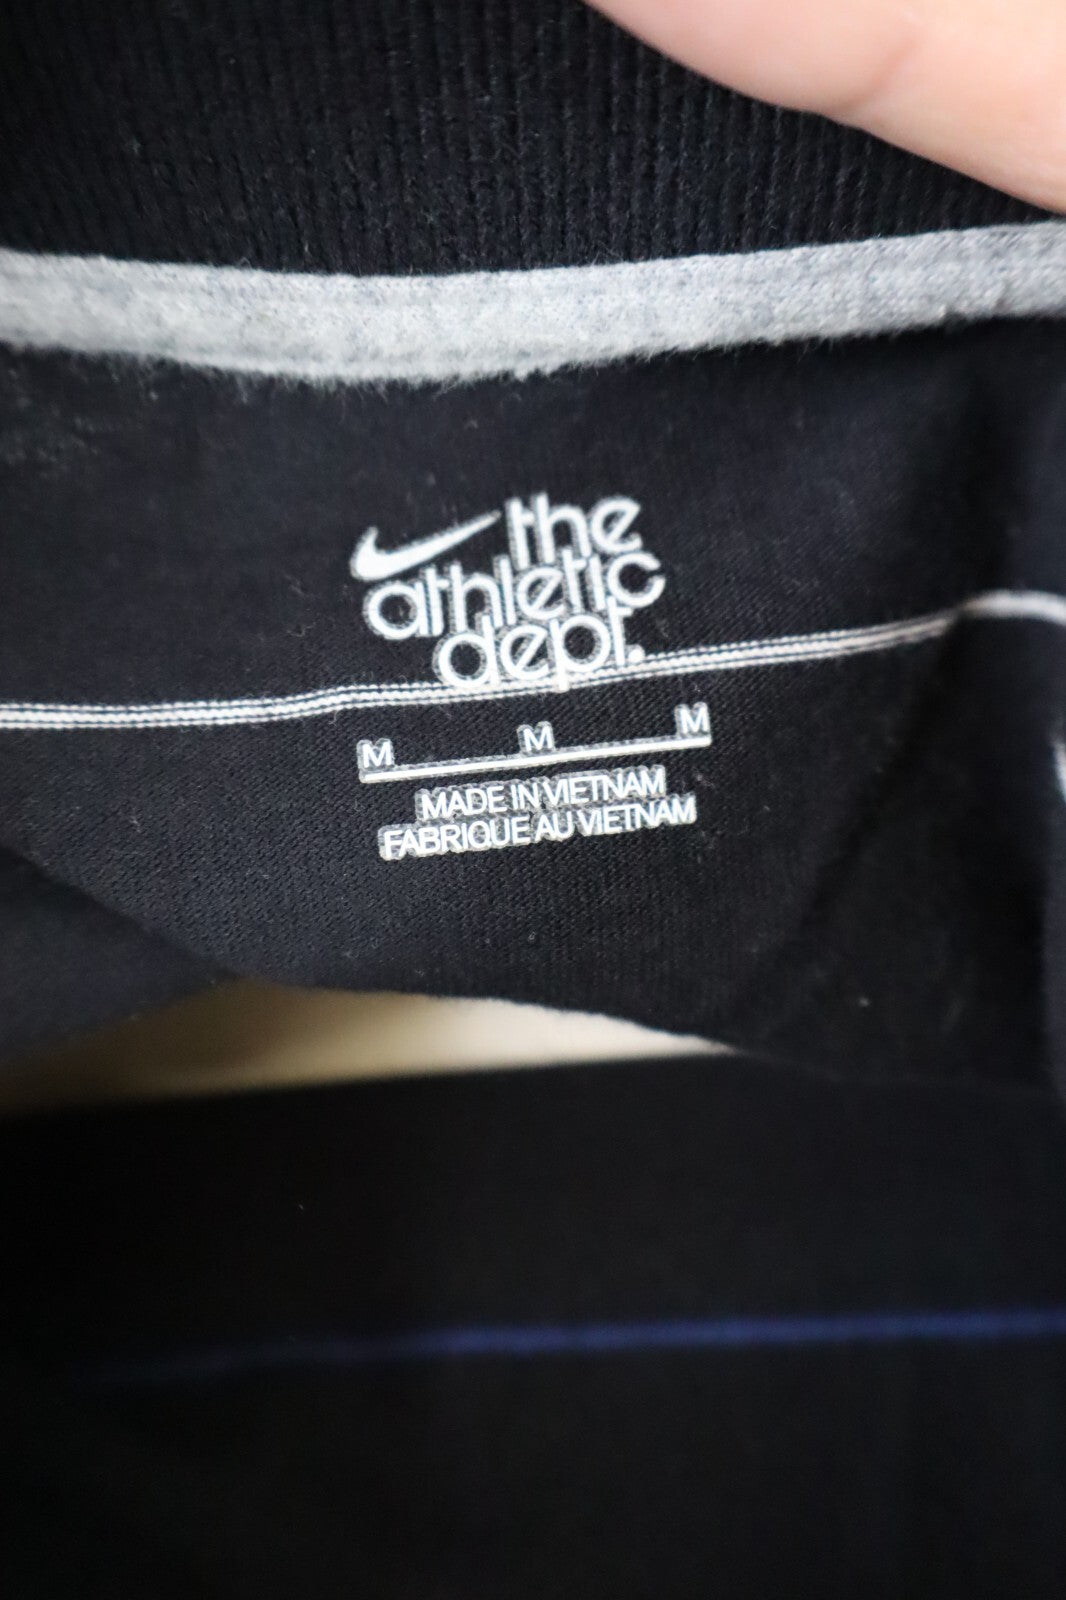 the
athletic
dept.
M M M
MADE IN VIETNAM
FABRIQUE AU VIETNAM